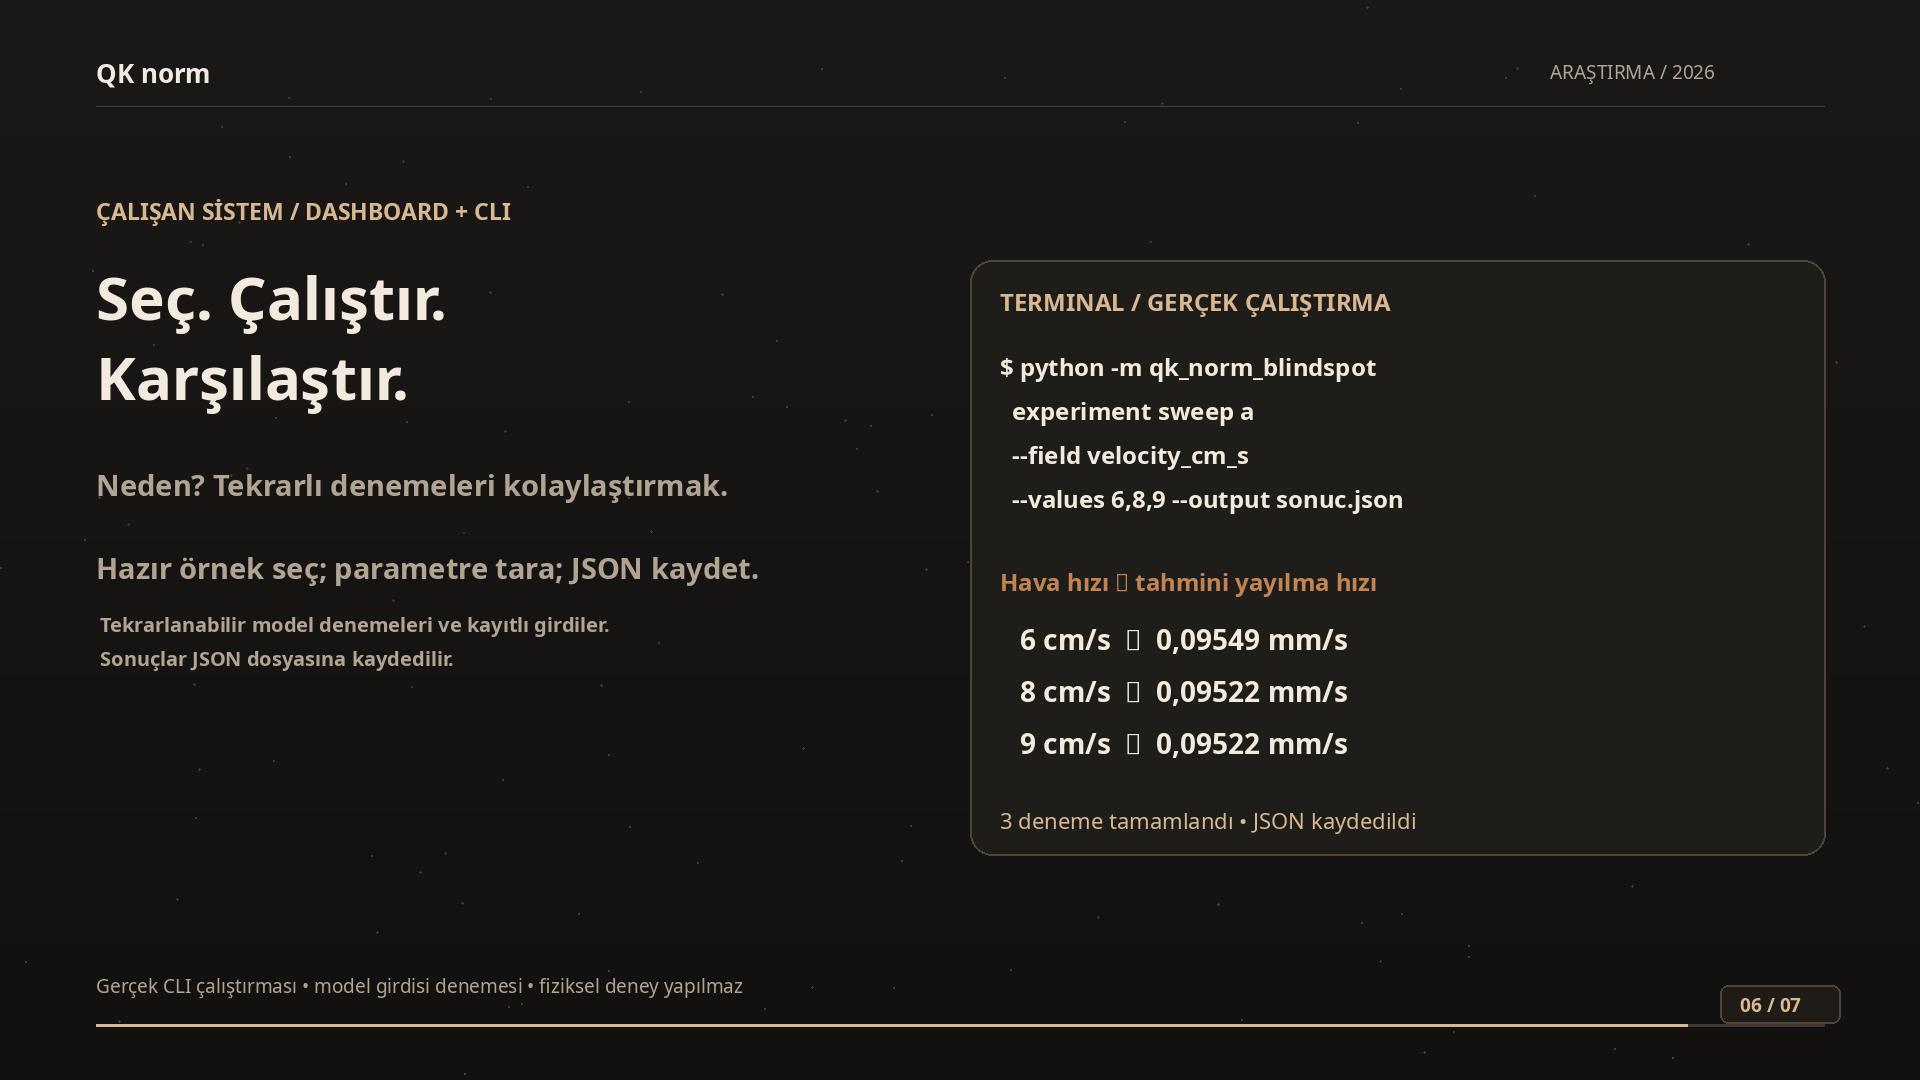 QK norm
ARAŞTIRMA / 2026
ÇALIŞAN SİSTEM / DASHBOARD + CLI
Seç. Çalıştır.
Karşılaştır.
Neden? Tekrarlı denemeleri kolaylaştırmak.
Hazır örnek seç; parametre tara; JSON kaydet.
Tekrarlanabilir model denemeleri ve kayıtlı girdiler.
Sonuçlar JSON dosyasına kaydedilir.
TERMINAL / GERÇEK ÇALIŞTIRMA
$ python -m qk_norm_blindspot
experiment sweep a
--field velocity_cm_s
--values 6,8,9 --output sonuc.json
Hava hızı 􀀀 tahmini yayılma hızı
6 cm/s 􀀀 0,09549 mm/s
8 cm/s 􀀀 0,09522 mm/s
9 cm/s 􀀀 0,09522 mm/s
3 deneme tamamlandı • JSON kaydedildi
Gerçek CLI çalıştırması • model girdisi denemesi • fiziksel deney yapılmaz
06 / 07